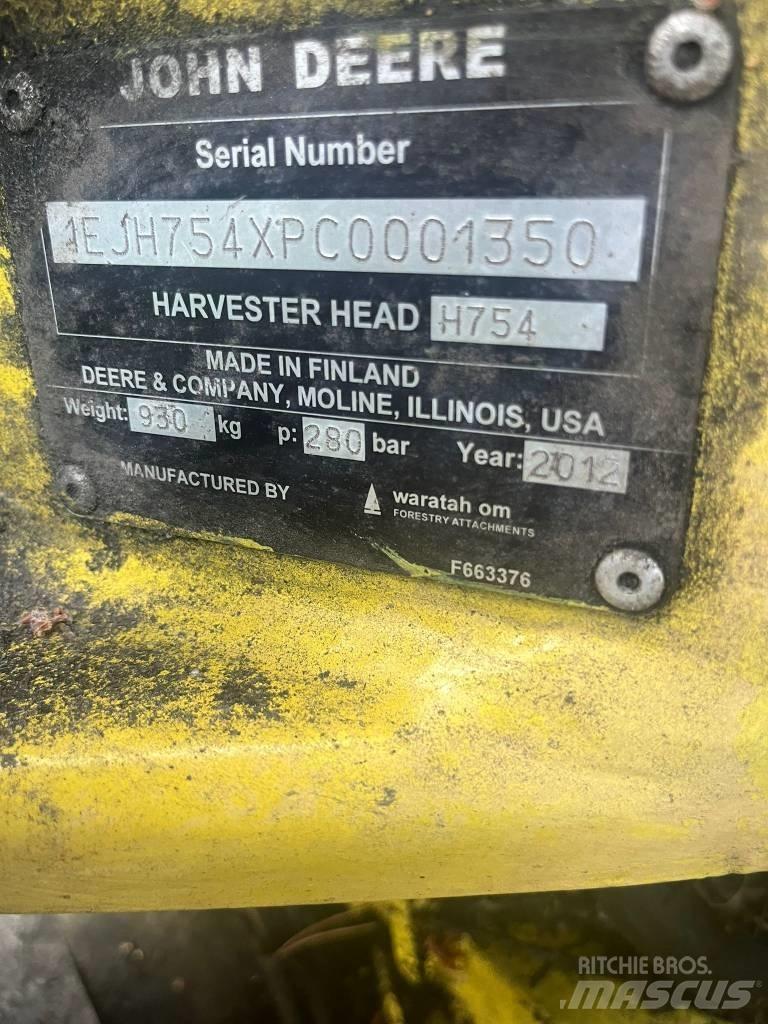 JOHN DEERE
Serial Number
1EJH754XPC0001350
HARVESTER HEAD H754
MADE IN FINLAND
DEERE & COMPANY, MOLINE, ILLINOIS, USA
Weight: 930 kg p: 280 bar Year: 2012
MANUFACTURED BY waratah om
FORESTRY ATTACHMENTS
F663376
RITCHIE BROS.
MASCUS